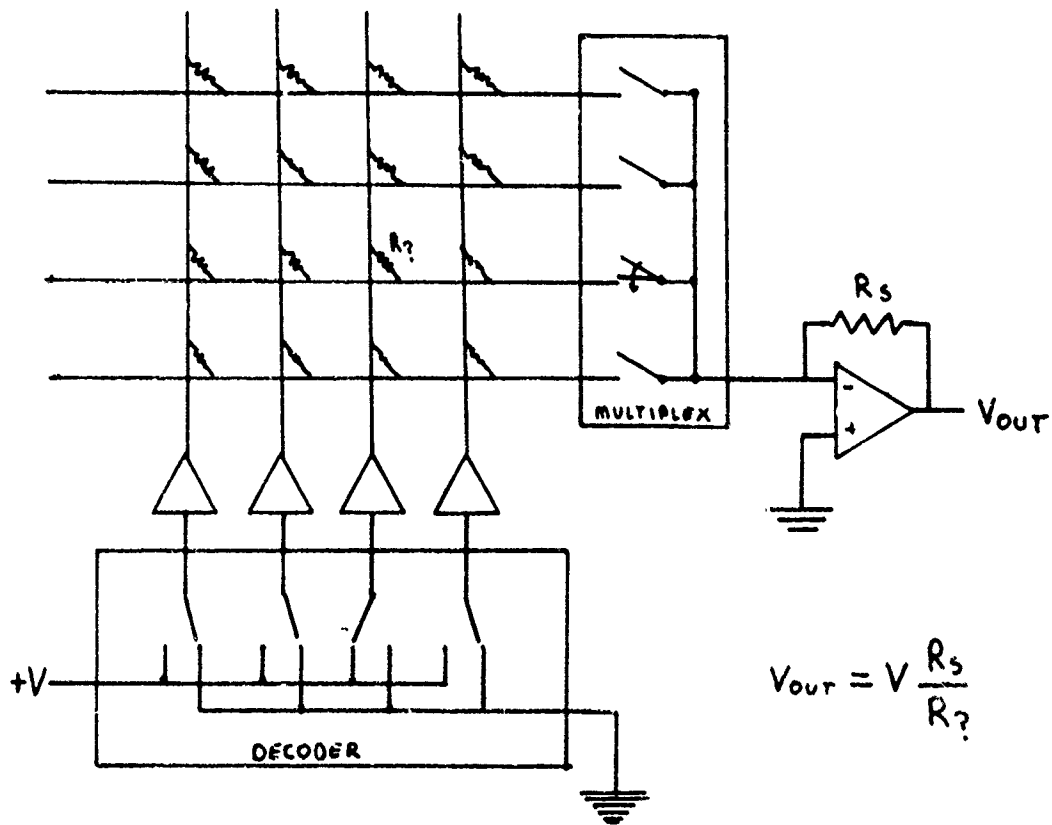 R?
Rs
-
+
VOUT
MULTIPLEX
+V
DECODER
VOUT = V Rs / R?